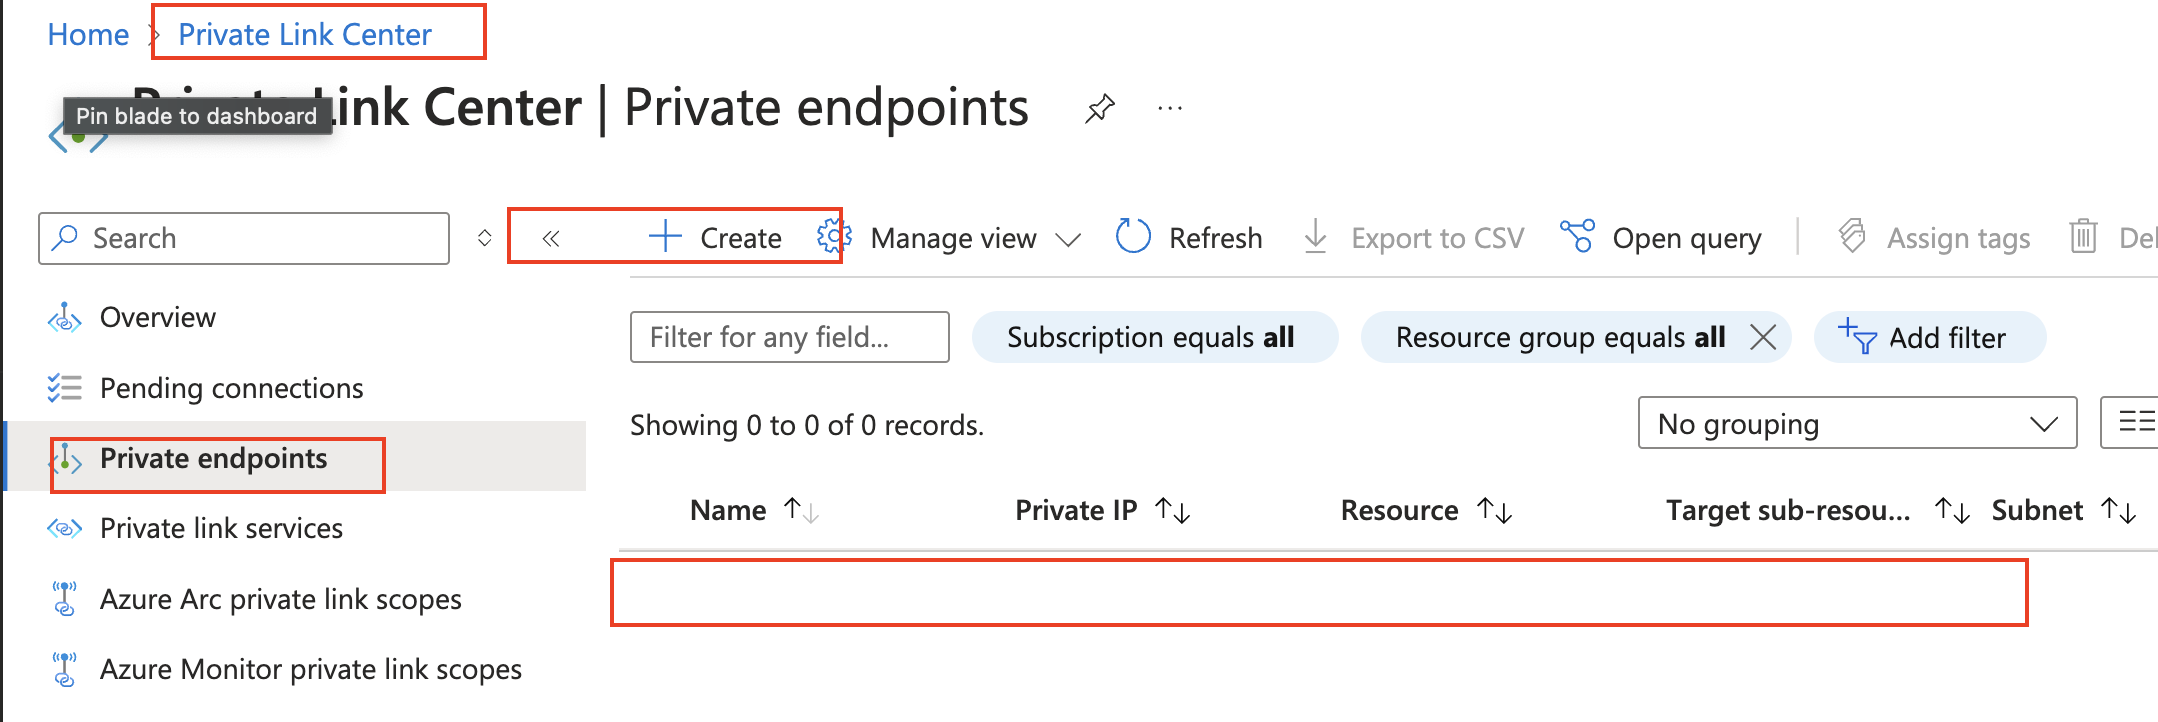 Home > Private Link Center
Link Center | Private endpoints ...
Pin blade to dashboard
Search
« + Create Manage view Refresh Export to CSV Open query Assign tags
Overview
Pending connections
Private endpoints
Private link services
Azure Arc private link scopes
Azure Monitor private link scopes
Filter for any field... Subscription equals all Resource group equals all Add filter
Showing 0 to 0 of 0 records.
No grouping
Name Private IP Resource Target sub-resou... Subnet